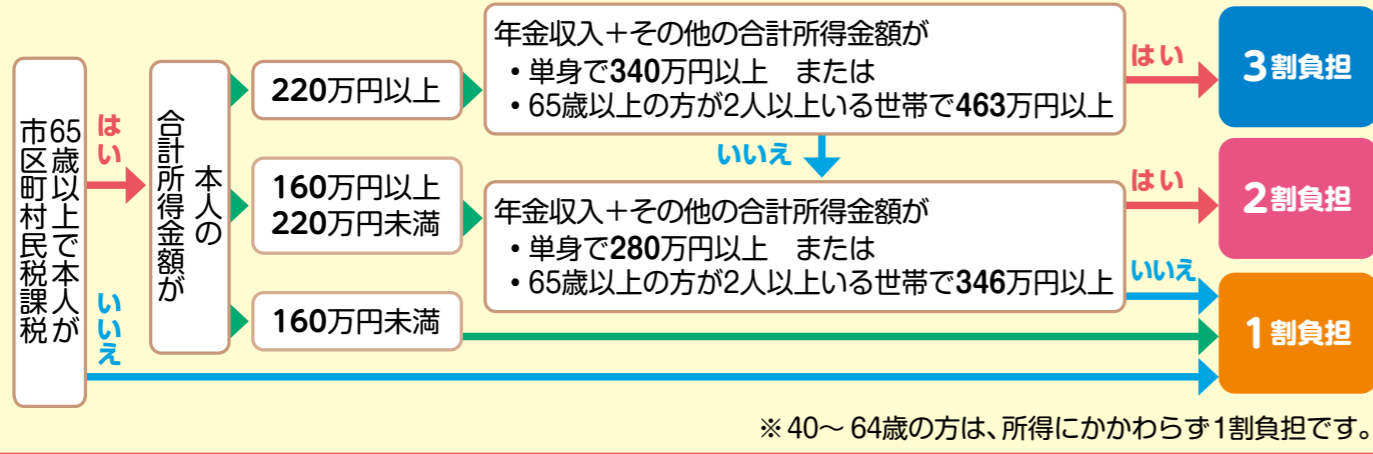 65歳以上で本人が
市区町村民税課税
はい
いいえ
本人の
合計所得金額が
220万円以上
160万円以上
220万円未満
160万円未満
年金収入+その他の合計所得金額が
・単身で340万円以上 または
・65歳以上の方が2人以上いる世帯で463万円以上
はい
3割負担
いいえ
年金収入+その他の合計所得金額が
・単身で280万円以上 または
・65歳以上の方が2人以上いる世帯で346万円以上
はい
2割負担
いいえ
1割負担
※40~64歳の方は、所得にかかわらず1割負担です。